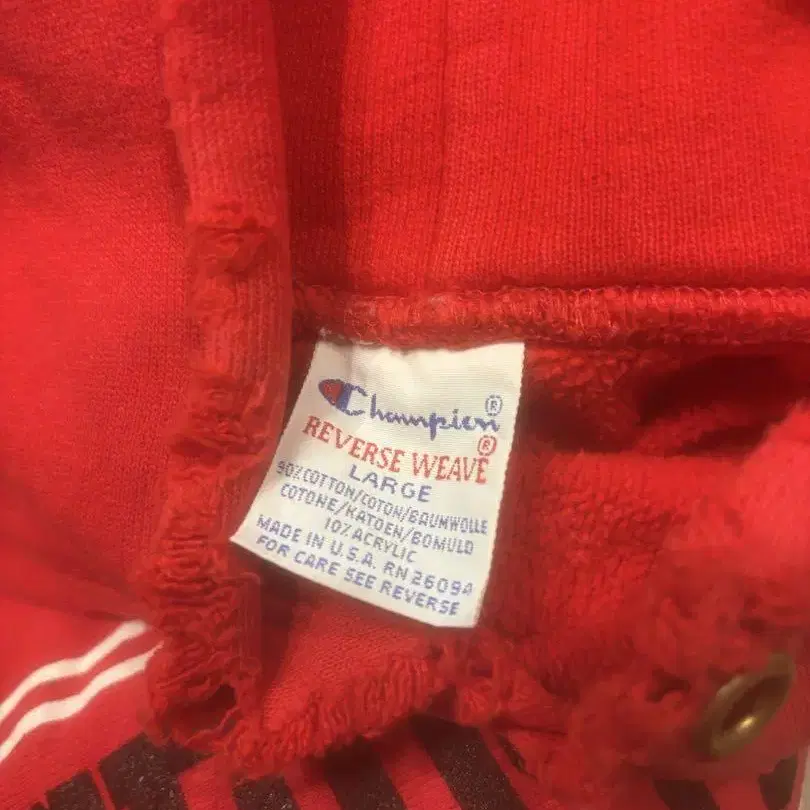 Champion®
REVERSE WEAVE®
LARGE
90% COTTON/COTON/BAUMWOLLE
COTONE/KATOEN/BOMULD
10% ACRYLIC
MADE IN U.S.A. RN 26094
FOR CARE SEE REVERSE